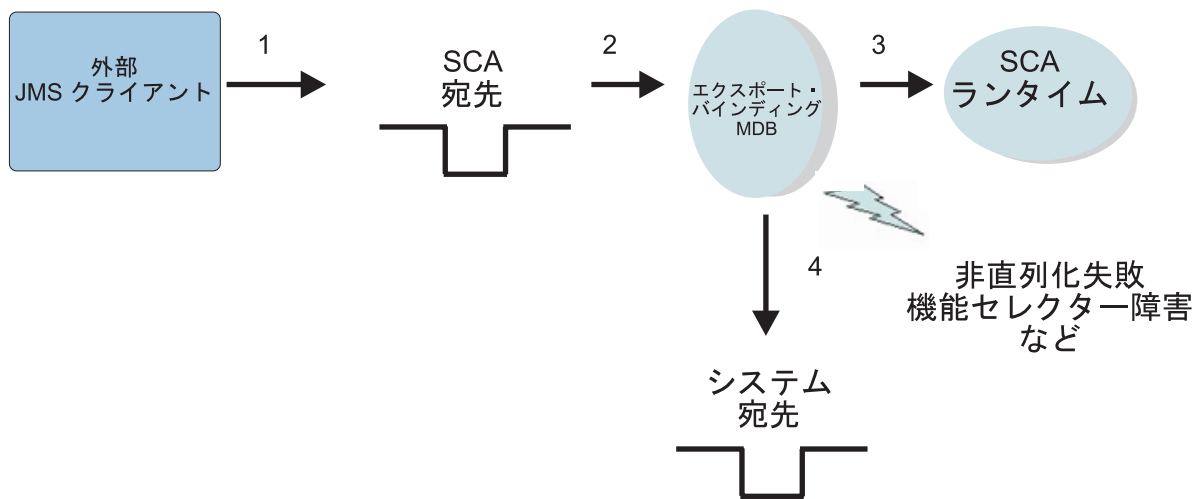 外部
JMS クライアント
1
SCA
宛先
2
エクスポート・
バインディング
MDB
3
SCA
ランタイム
4
非直列化失敗
機能セレクター障害
など
システム
宛先